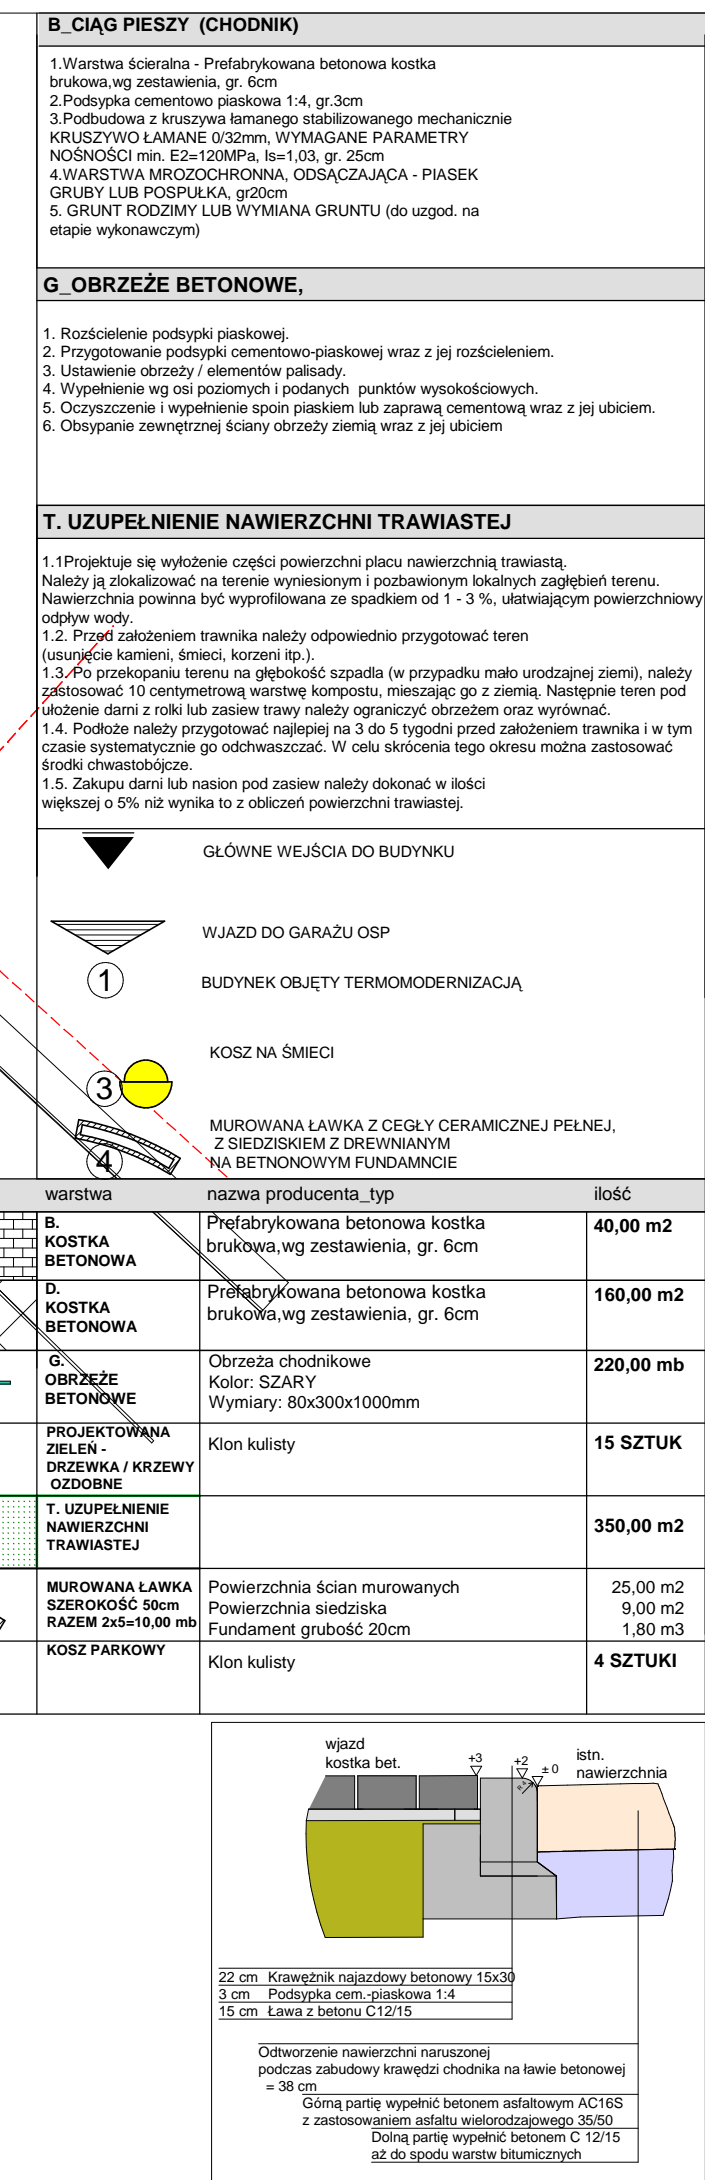 B_CIĄG PIESZY (CHODNIK)
1.Warstwa ścieralna - Prefabrykowana betonowa kostka
brukowa,wg zestawienia, gr. 6cm
2.Podsypka cementowo piaskowa 1:4, gr.3cm
3.Podbudowa z kruszywa łamanego stabilizowanego mechanicznie
KRUSZYWO ŁAMANE 0/32mm, WYMAGANE PARAMETRY
NOŚNOŚCI min. E2=120MPa, Is=1,03, gr. 25cm
4.WARSTWA MROZOCHRONNA, ODSĄCZAJĄCA - PIASEK
GRUBY LUB POSPUŁKA, gr20cm
5. GRUNT RODZIMY LUB WYMIANA GRUNTU (do uzgod. na
etapie wykonawczym)
G_OBRZEŻE BETONOWE,
1. Rozścielenie podsypki piaskowej.
2. Przygotowanie podsypki cementowo-piaskowej wraz z jej rozścieleniem.
3. Ustawienie obrzeży / elementów palisady.
4. Wypełnienie wg osi poziomych i podanych punktów wysokościowych.
5. Oczyszczenie i wypełnienie spoin piaskiem lub zaprawą cementową wraz z jej ubiciem.
6. Obsypanie zewnętrznej ściany obrzeży ziemią wraz z jej ubiciem
T. UZUPEŁNIENIE NAWIERZCHNI TRAWIASTEJ
1.1Projektuje się wyłożenie części powierzchni placu nawierzchnią trawiastą.
Należy ją zlokalizować na terenie wyniesionym i pozbawionym lokalnych zagłębień terenu.
Nawierzchnia powinna być wyprofilowana ze spadkiem od 1 - 3 %, ułatwiającym powierzchniowy
odpływ wody.
1.2. Przed założeniem trawnika należy odpowiednio przygotować teren
(usunięcie kamieni, śmieci, korzeni itp.).
1.3. Po przekopaniu terenu na głębokość szpadla (w przypadku mało urodzajnej ziemi), należy
zastosować 10 centymetrową warstwę kompostu, mieszając go z ziemią. Następnie teren pod
ułożenie darni z rolki lub zasiew trawy należy ograniczyć obrzeżem oraz wyrównać.
1.4. Podłoże należy przygotować najlepiej na 3 do 5 tygodni przed założeniem trawnika i w tym
czasie systematycznie go odchwaszczać. W celu skrócenia tego okresu można zastosować
środki chwastobójcze.
1.5. Zakupu darni lub nasion pod zasiew należy dokonać w ilości
większej o 5% niż wynika to z obliczeń powierzchni trawiastej.
GŁÓWNE WEJŚCIA DO BUDYNKU
WJAZD DO GARAŻU OSP
1 BUDYNEK OBJĘTY TERMOMODERNIZACJĄ
KOSZ NA ŚMIECI
3
MUROWANA ŁAWKA Z CEGŁY CERAMICZNEJ PEŁNEJ,
Z SIEDZISKIEM Z DREWNIANYM
4 NA BETNONOWYM FUNDAMNCIE
warstwa nazwa producenta_typ ilość
B. Prefabrykowana betonowa kostka 40,00 m2
KOSTKA brukowa,wg zestawienia, gr. 6cm
BETONOWA
D. Prefabrykowana betonowa kostka 160,00 m2
KOSTKA brukowa,wg zestawienia, gr. 6cm
BETONOWA
G. Obrzeża chodnikowe 220,00 mb
OBRZEŻE Kolor: SZARY
BETONOWE Wymiary: 80x300x1000mm
PROJEKTOWANA
ZIELEŃ - Klon kulisty 15 SZTUK
DRZEWKA / KRZEWY
OZDOBNE
T. UZUPEŁNIENIE
NAWIERZCHNI 350,00 m2
TRAWIASTEJ
MUROWANA ŁAWKA Powierzchnia ścian murowanych 25,00 m2
SZEROKOŚĆ 50cm Powierzchnia siedziska 9,00 m2
RAZEM 2x5=10,00 mb Fundament grubość 20cm 1,80 m3
KOSZ PARKOWY Klon kulisty 4 SZTUKI
wjazd
kostka bet.
+3
+2
± 0
R 4
istn.
nawierzchnia
22 cm Krawężnik najazdowy betonowy 15x30
3 cm Podsypka cem.-piaskowa 1:4
15 cm Ława z betonu C12/15
Odtworzenie nawierzchni naruszonej
podczas zabudowy krawędzi chodnika na ławie betonowej
= 38 cm
Górną partię wypełnić betonem asfaltowym AC16S
z zastosowaniem asfaltu wielorodzajowego 35/50
Dolną partię wypełnić betonem C 12/15
aż do spodu warstw bitumicznych